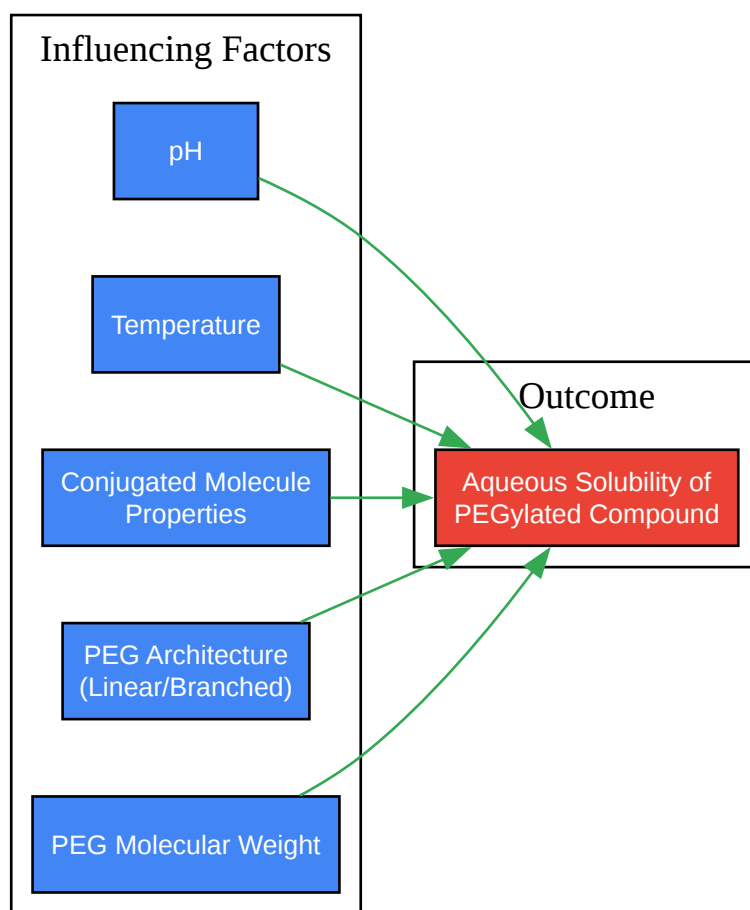 Influencing Factors
pH
Temperature
Conjugated Molecule
Properties
PEG Architecture
(Linear/Branched)
PEG Molecular Weight
Outcome
Aqueous Solubility of
PEGylated Compound